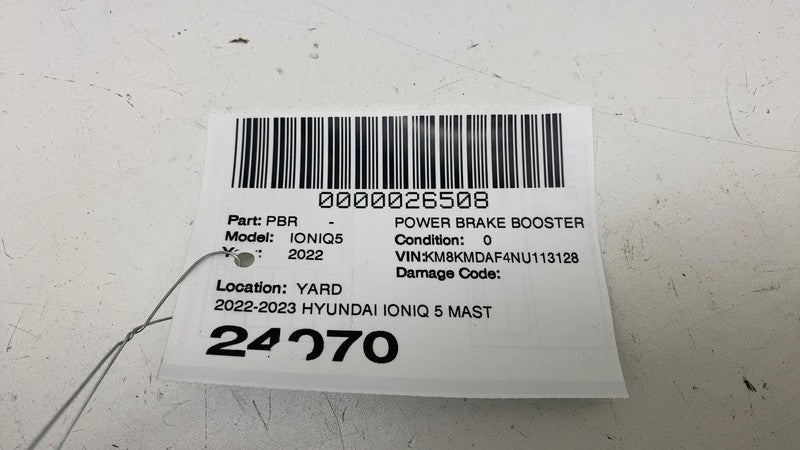 0000026508
Part: PBR - POWER BRAKE BOOSTER
Model: IONIQ5 Condition: 0
2022 VIN:KM8KMDAF4NU113128
Damage Code:
Location: YARD
2022-2023 HYUNDAI IONIQ 5 MAST